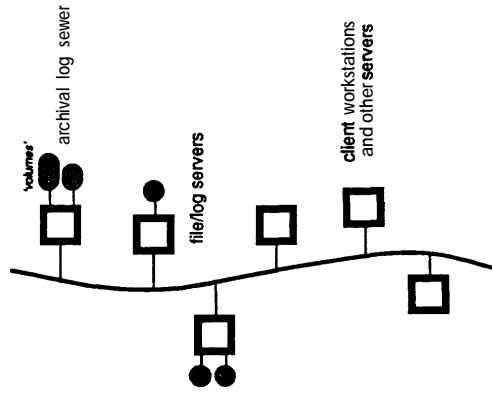 'volumes'
archival log sewer
file/log servers
client workstations
and other servers